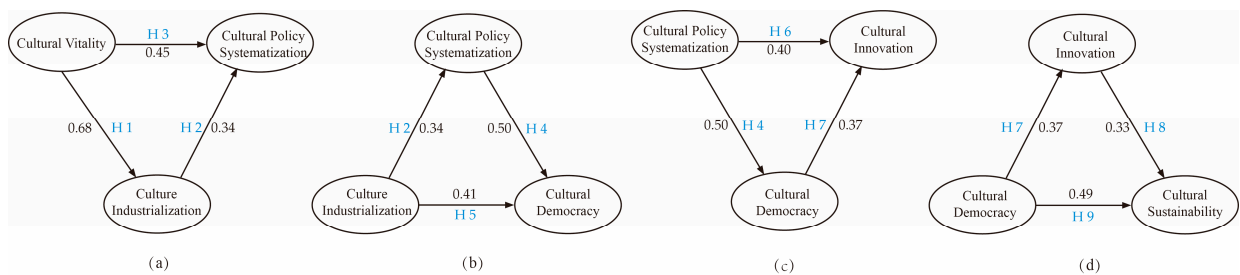 Cultural Vitality
H 3
0.45
Cultural Policy
Systematization
0.68
H 1
H 2
0.34
Culture
Industrialization
(a)
Cultural Policy
Systematization
H 2
0.34
0.50
H 4
Culture
Industrialization
0.41
H 5
Cultural
Democracy
(b)
Cultural Policy
Systematization
H 6
0.40
Cultural
Innovation
0.50
H 4
H 7
0.37
Cultural
Democracy
(c)
Cultural
Innovation
H 7
0.37
0.33
H 8
Cultural
Democracy
0.49
H 9
Cultural
Sustainability
(d)